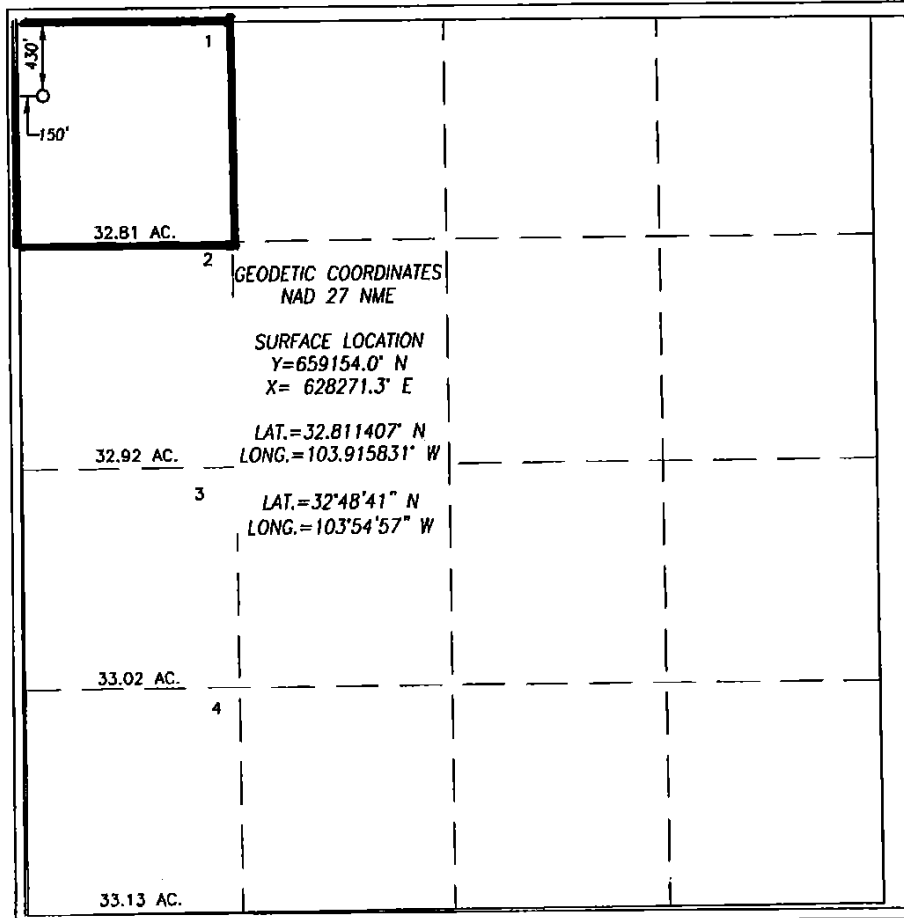 1
430'
150'
32.81 AC.
2
GEODETIC COORDINATES
NAD 27 NME
SURFACE LOCATION
Y=659154.0' N
X= 628271.3' E
LAT.=32.811407° N
LONG.=103.915831° W
LAT.=32°48'41" N
LONG.=103°54'57" W
32.92 AC.
3
33.02 AC.
4
33.13 AC.